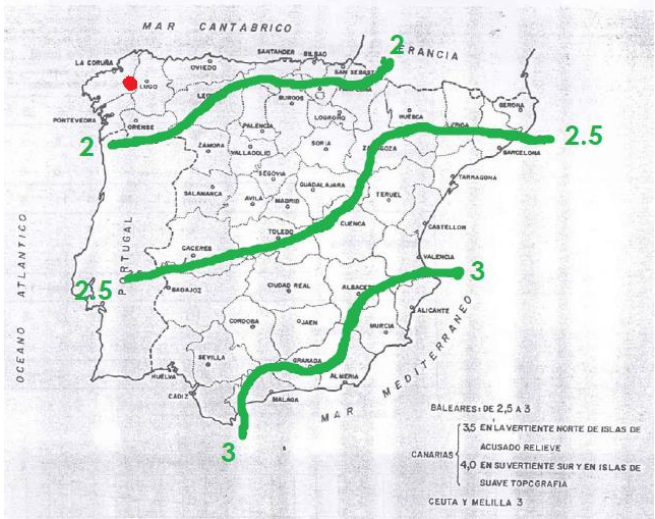 MAR CANTABRICO
2
FRANCIA
LA CORUÑA
OVIEDO
SANTANDER
BILBAO
SAN SEBAST
LUGO
LEO
BURGOS
PONTEVEDRA
ORENSE
PALENCIA
LOGROÑO
HUESCA
LERIDA
GERONA
2
ZAMORA
VALLADOLID
SORIA
ZARAGOZA
BARCELONA
2.5
SEGOVIA
TARRAGONA
SALAMANCA
AVILA
MADRID
GUADALAJARA
TERUEL
TOLEDO
CUENCA
CASTELLON
CACERES
VALENCIA
OCEANO ATLANTICO
PORTUGAL
2.5
BADAJOZ
CIUDAD REAL
ALBACE
3
ALICANTE
CORDOBA
JAEN
MURCIA
SEVILLA
GRANADA
HUELVA
ALMERIA
CADIZ
MALAGA
MAR MEDITERRANEO
3
BALEARES: DE 2,5 A 3
CANARIAS
3,5 EN LA VERTIENTE NORTE DE ISLAS DE
ACUSADO RELIEVE
4,0 EN SU VERTIENTE SUR Y EN ISLAS DE
SUAVE TOPOGRAFIA
CEUTA Y MELILLA 3